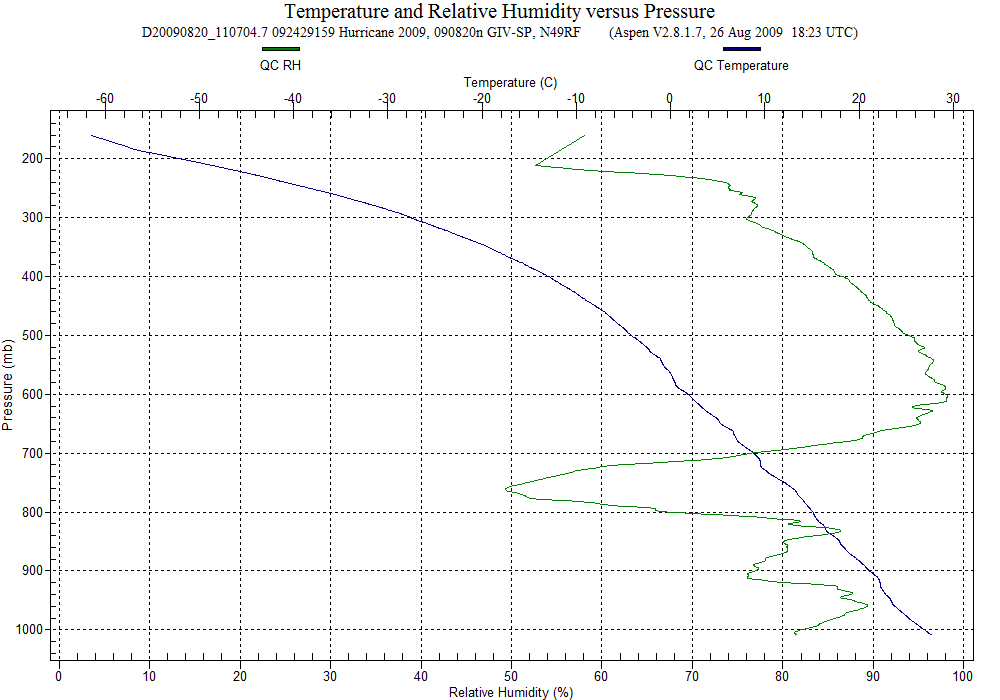 Temperature and Relative Humidity versus Pressure
D20090820_110704.7 092429159 Hurricane 2009, 090820n GIV-SP, N49RF (Aspen V2.8.1.7, 26 Aug 2009 18:23 UTC)
QC RH QC Temperature
Temperature (C)
-60 -50 -40 -30 -20 -10 0 10 20 30
Pressure (mb)
200
300
400
500
600
700
800
900
1000
0 10 20 30 40 50 60 70 80 90 100
Relative Humidity (%)